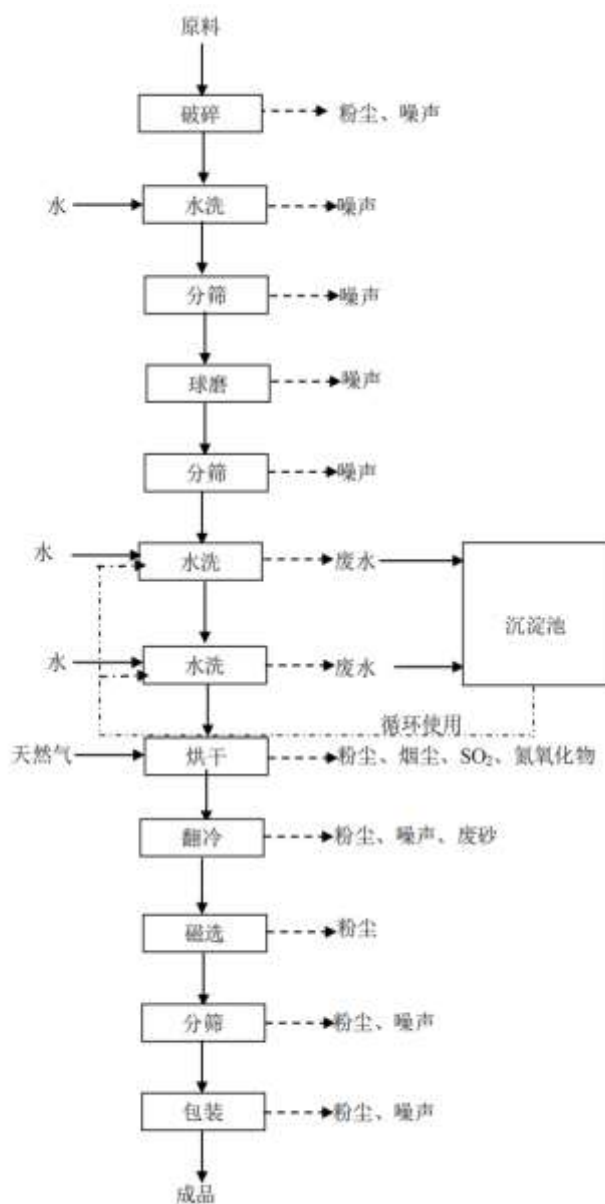 原料
破碎
粉尘、噪声
水
水洗
噪声
分筛
噪声
球磨
噪声
分筛
噪声
水
水洗
废水
沉淀池
水
水洗
废水
循环使用
天然气
烘干
粉尘、烟尘、SO₂、氮氧化物
翻冷
粉尘、噪声、废砂
磁选
粉尘
分筛
粉尘、噪声
包装
粉尘、噪声
成品